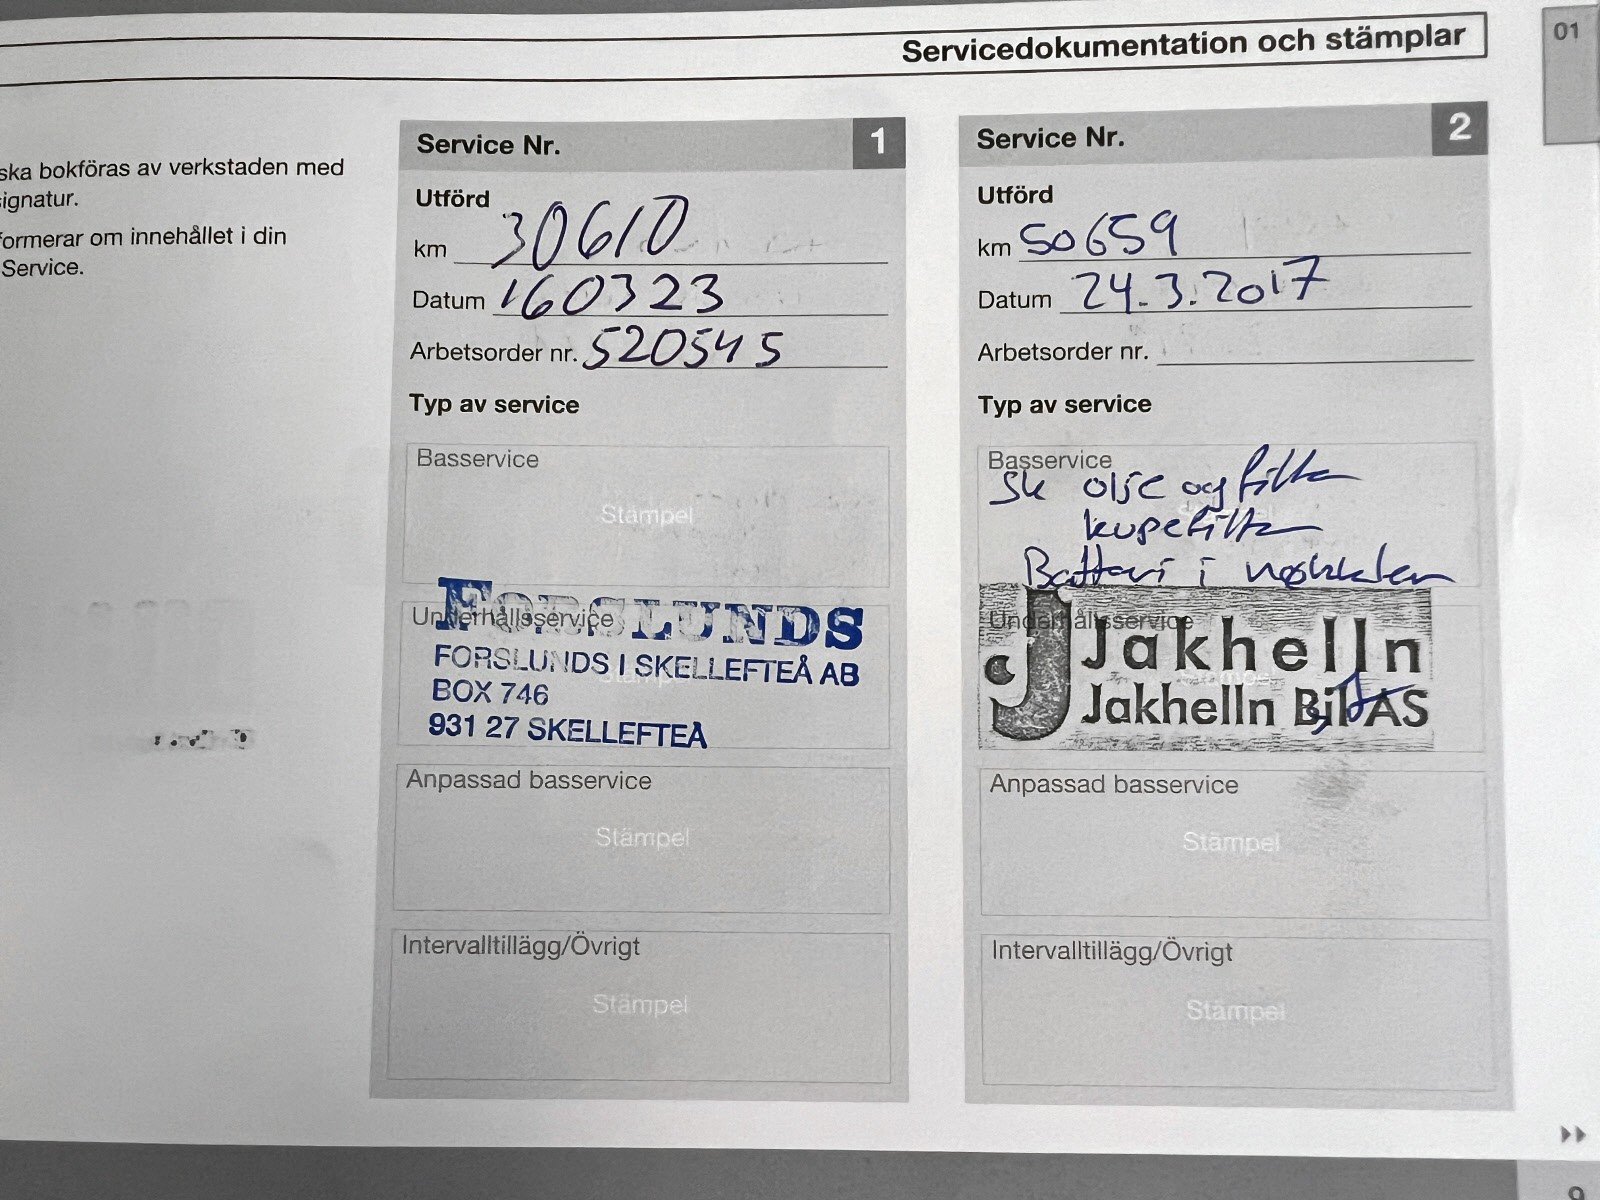 Servicedokumentation och stämplar
01
ska bokföras av verkstaden med
ignatur.
formerar om innehållet i din
Service.
Service Nr. 1
Utförd
km 30610
Datum 160323
Arbetsorder nr. 520545
Typ av service
Basservice
Stämpel
Underhållsservice
FORSLUNDS
FORSLUNDS I SKELLEFTEÅ AB
BOX 746
931 27 SKELLEFTEÅ
Anpassad basservice
Stämpel
Intervalltillägg/Övrigt
Stämpel
Service Nr. 2
Utförd
km 50659
Datum 24.3.2017
Arbetsorder nr.
Typ av service
Basservice
Sk olje og filter
kupefilter
Batteri i nøkkelen
Underhållsservice
Jakhelln
Jakhelln Bil AS
Anpassad basservice
Stämpel
Intervalltillägg/Övrigt
Stämpel
9